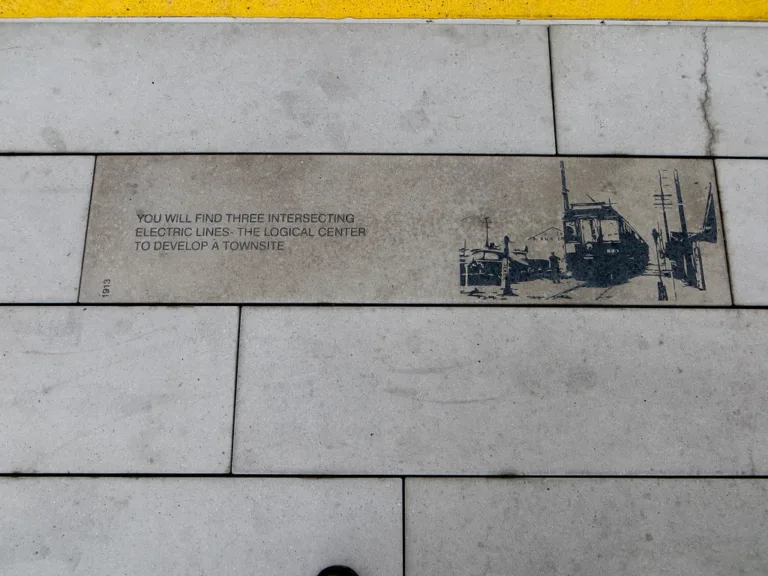 YOU WILL FIND THREE INTERSECTING
ELECTRIC LINES- THE LOGICAL CENTER
TO DEVELOP A TOWNSITE
1913